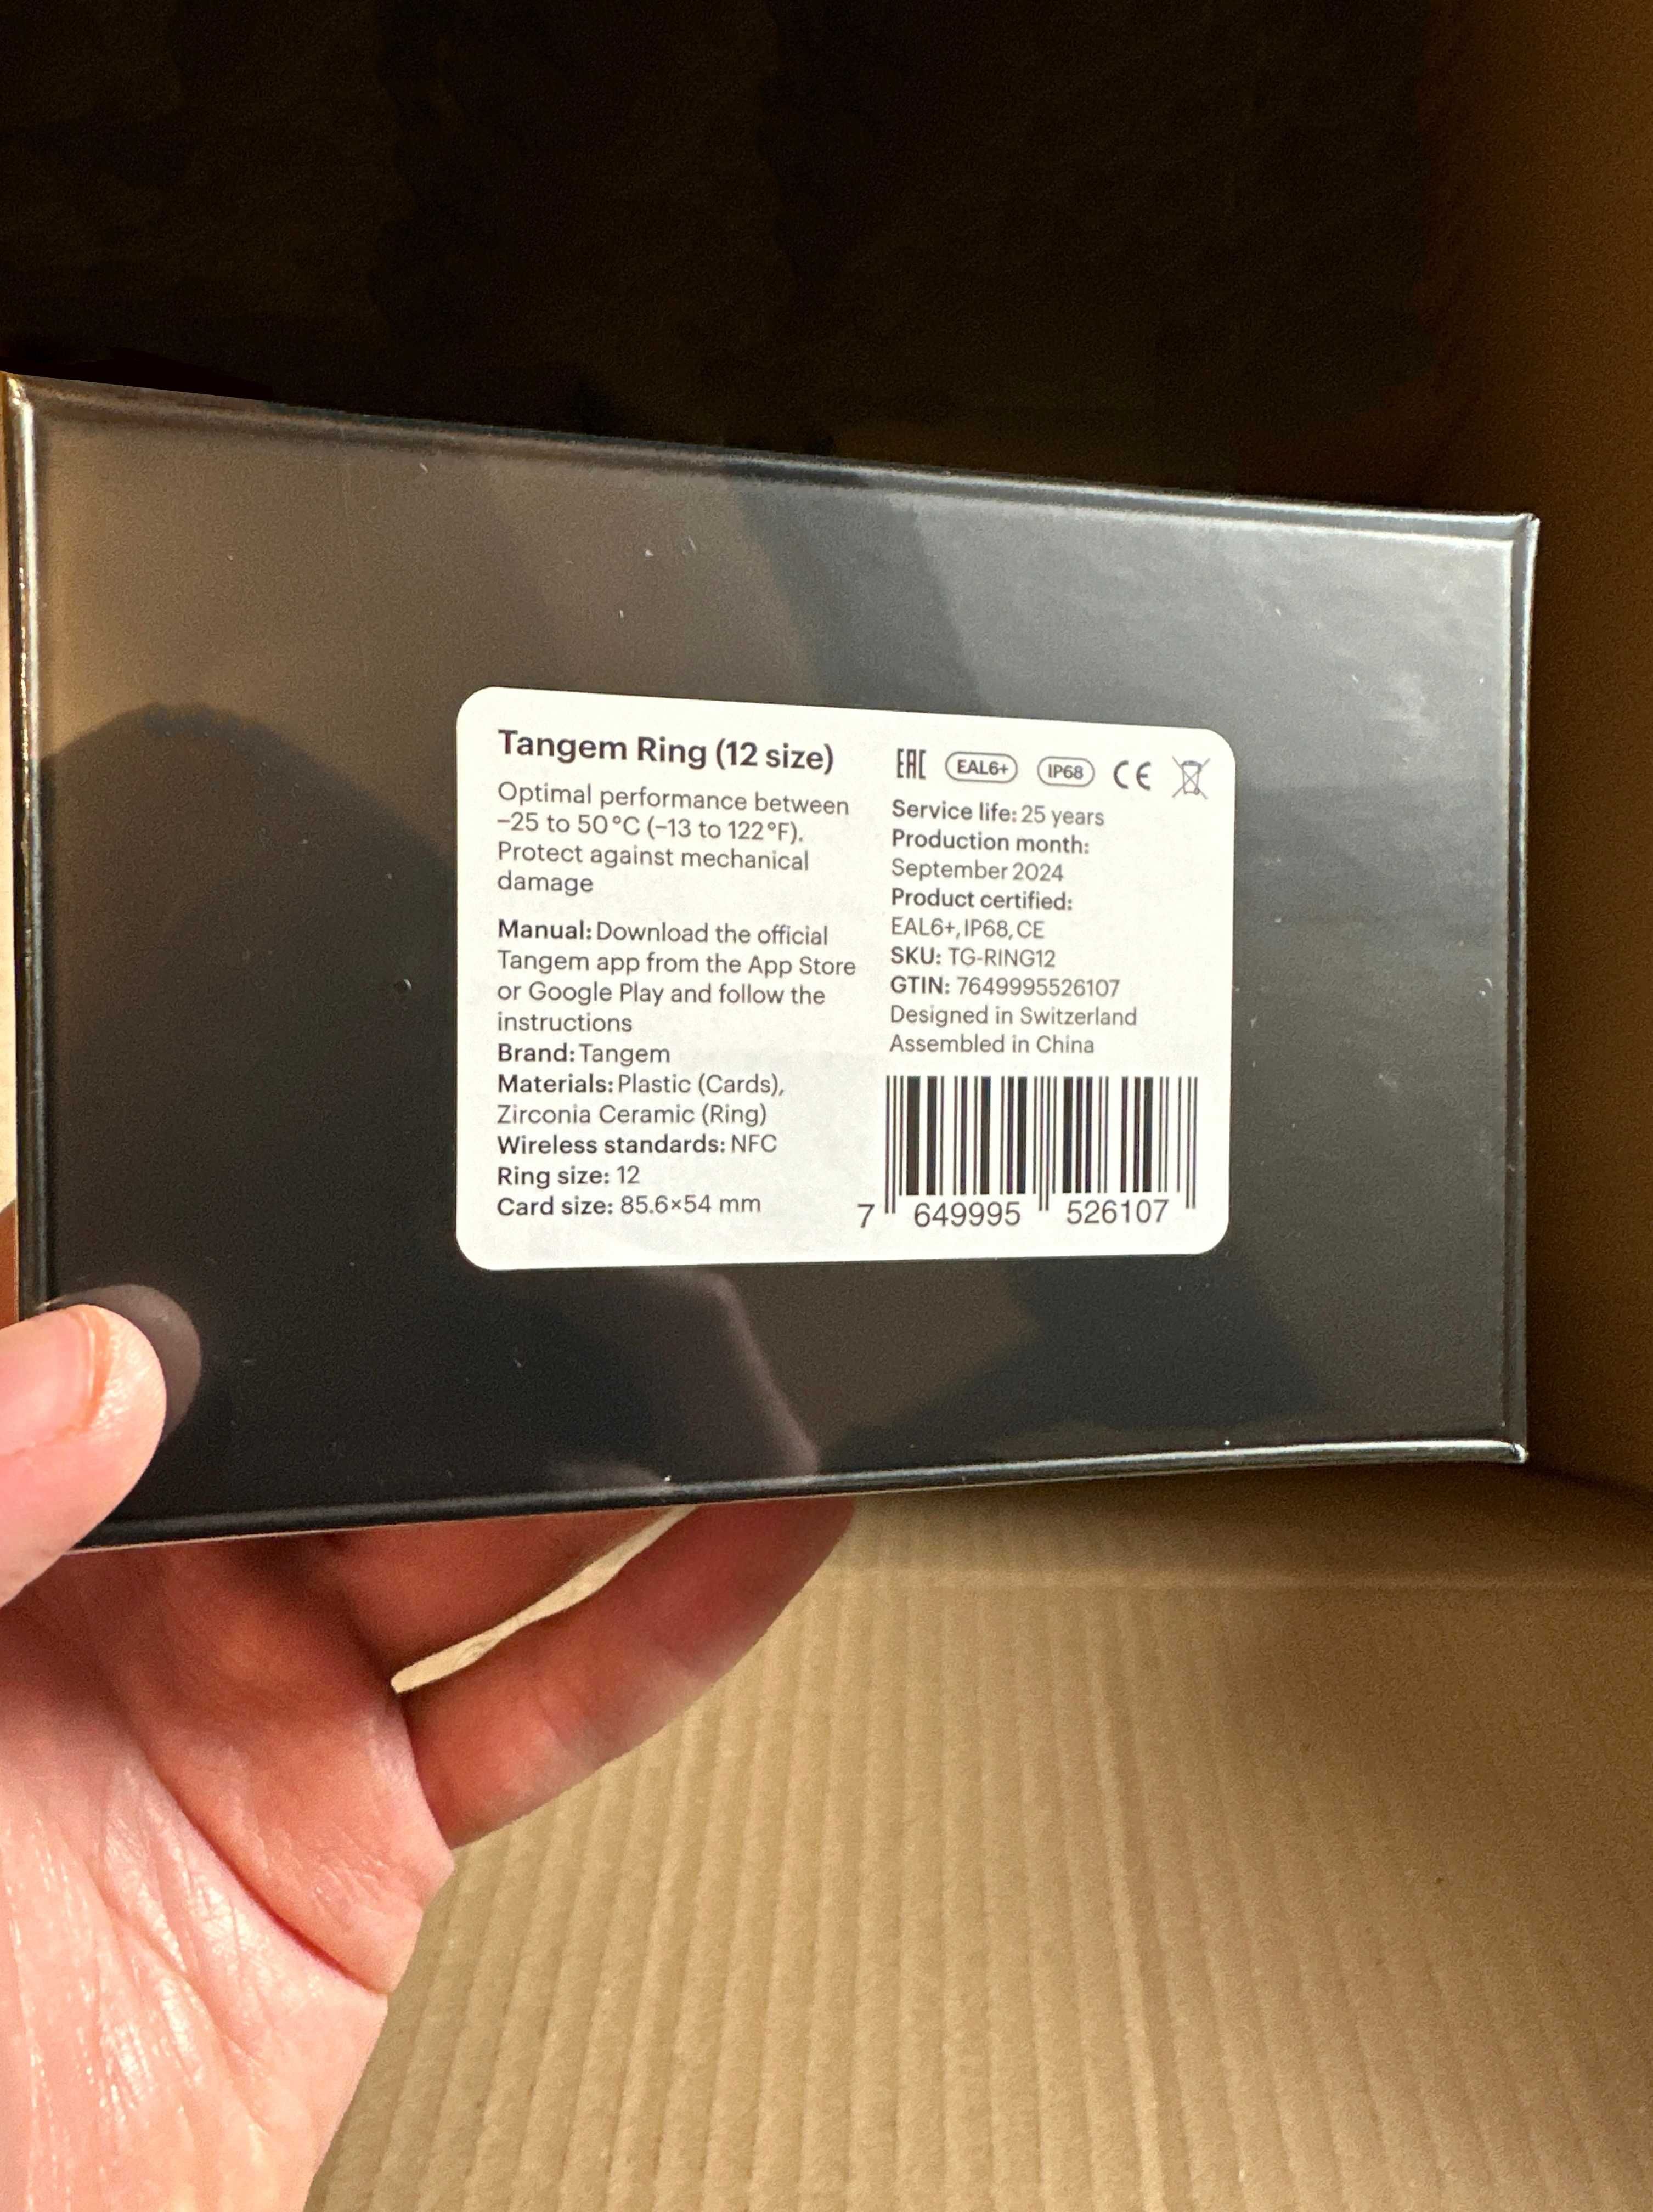 Tangem Ring (12 size)
Optimal performance between
–25 to 50°C (–13 to 122°F).
Protect against mechanical
damage
Manual: Download the official
Tangem app from the App Store
or Google Play and follow the
instructions
Brand: Tangem
Materials: Plastic (Cards),
Zirconia Ceramic (Ring)
Wireless standards: NFC
Ring size: 12
Card size: 85.6×54 mm
EAC EAL6+ IP68 CE
Service life: 25 years
Production month:
September 2024
Product certified:
EAL6+, IP68, CE
SKU: TG-RING12
GTIN: 7649995526107
Designed in Switzerland
Assembled in China
7 649995 526107